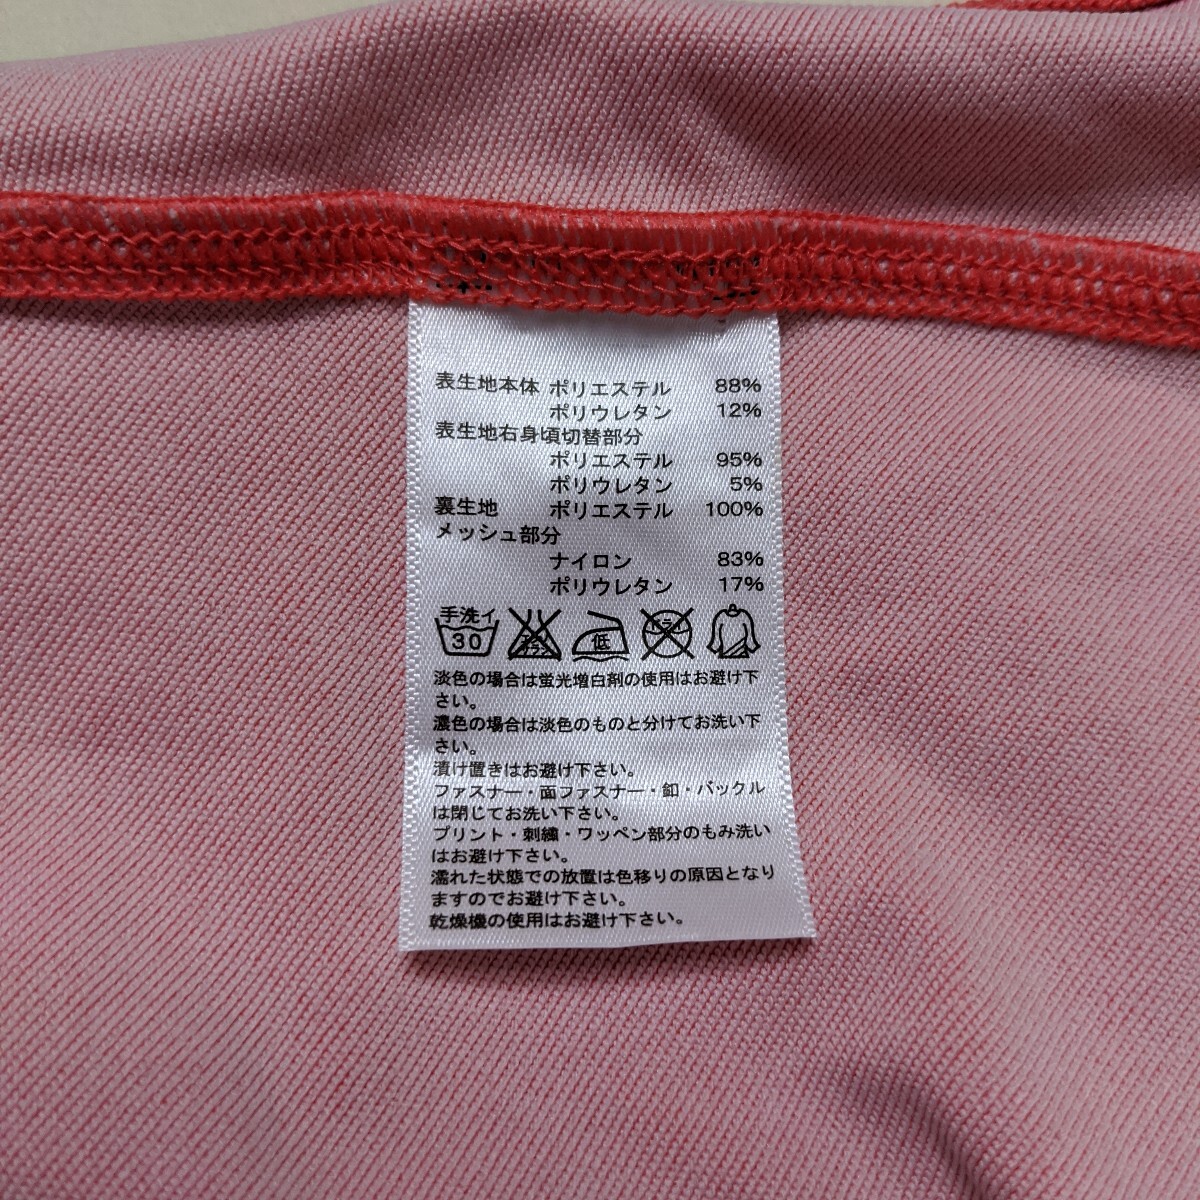 表生地本体 ポリエステル 88%
ポリウレタン 12%
表生地右身頃切替部分
ポリエステル 95%
ポリウレタン 5%
裏生地 ポリエステル 100%
メッシュ部分
ナイロン 83%
ポリウレタン 17%
手洗イ
30 低
淡色の場合は蛍光増白剤の使用はお避け下
さい。
濃色の場合は淡色のものと分けてお洗い下
さい。
漬け置きはお避け下さい。
ファスナー・面ファスナー・釦・バックル
は閉じてお洗い下さい。
プリント・刺繍・ワッペン部分のもみ洗い
はお避け下さい。
濡れた状態での放置は色移りの原因となり
ますのでお避け下さい。
乾燥機の使用はお避け下さい。